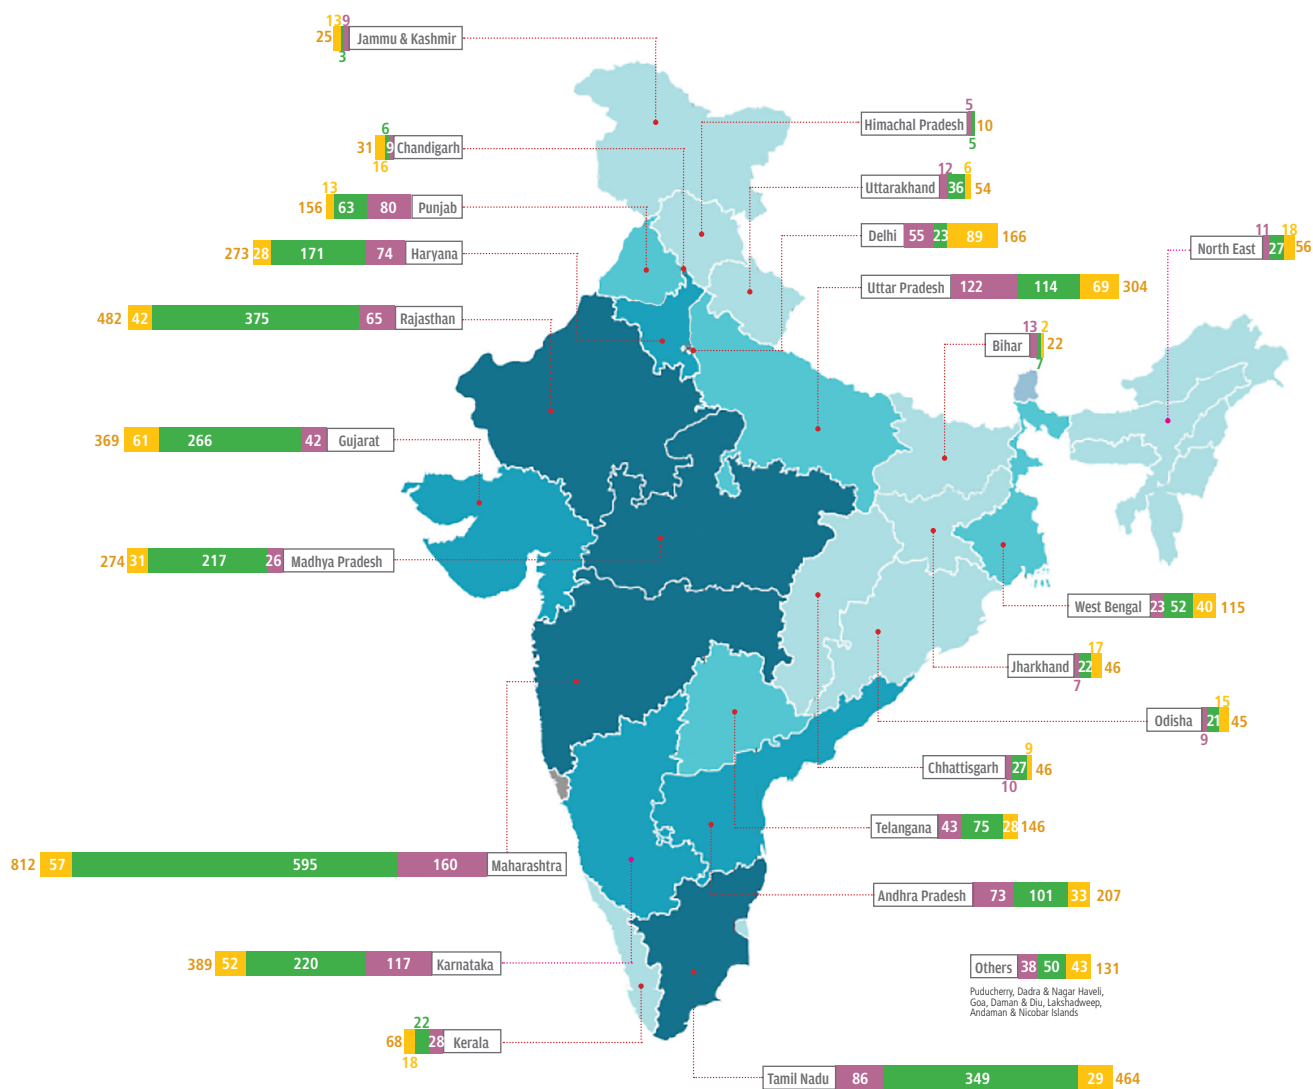 13 9
25 Jammu & Kashmir
3
5
Himachal Pradesh 10
5
6
31 9 Chandigarh
16
12 6
Uttarakhand 36 54
13
156 63 80 Punjab
Delhi 55 23 89 166
11 18
North East 27 56
273 28 171 74 Haryana
Uttar Pradesh 122 114 69 304
482 42 375 65 Rajasthan
13 2
Bihar 22
7
369 61 266 42 Gujarat
274 31 217 26 Madhya Pradesh
West Bengal 23 52 40 115
17
Jharkhand 22 46
7
15
Odisha 21 45
9
9
Chhattisgarh 27 46
10
Telangana 43 75 28 146
812 57 595 160 Maharashtra
Andhra Pradesh 73 101 33 207
389 52 220 117 Karnataka
Others 38 50 43 131
Puducherry, Dadra & Nagar Haveli,
Goa, Daman & Diu, Lakshadweep,
Andaman & Nicobar Islands
22
68 28 Kerala
18
Tamil Nadu 86 349 29 464